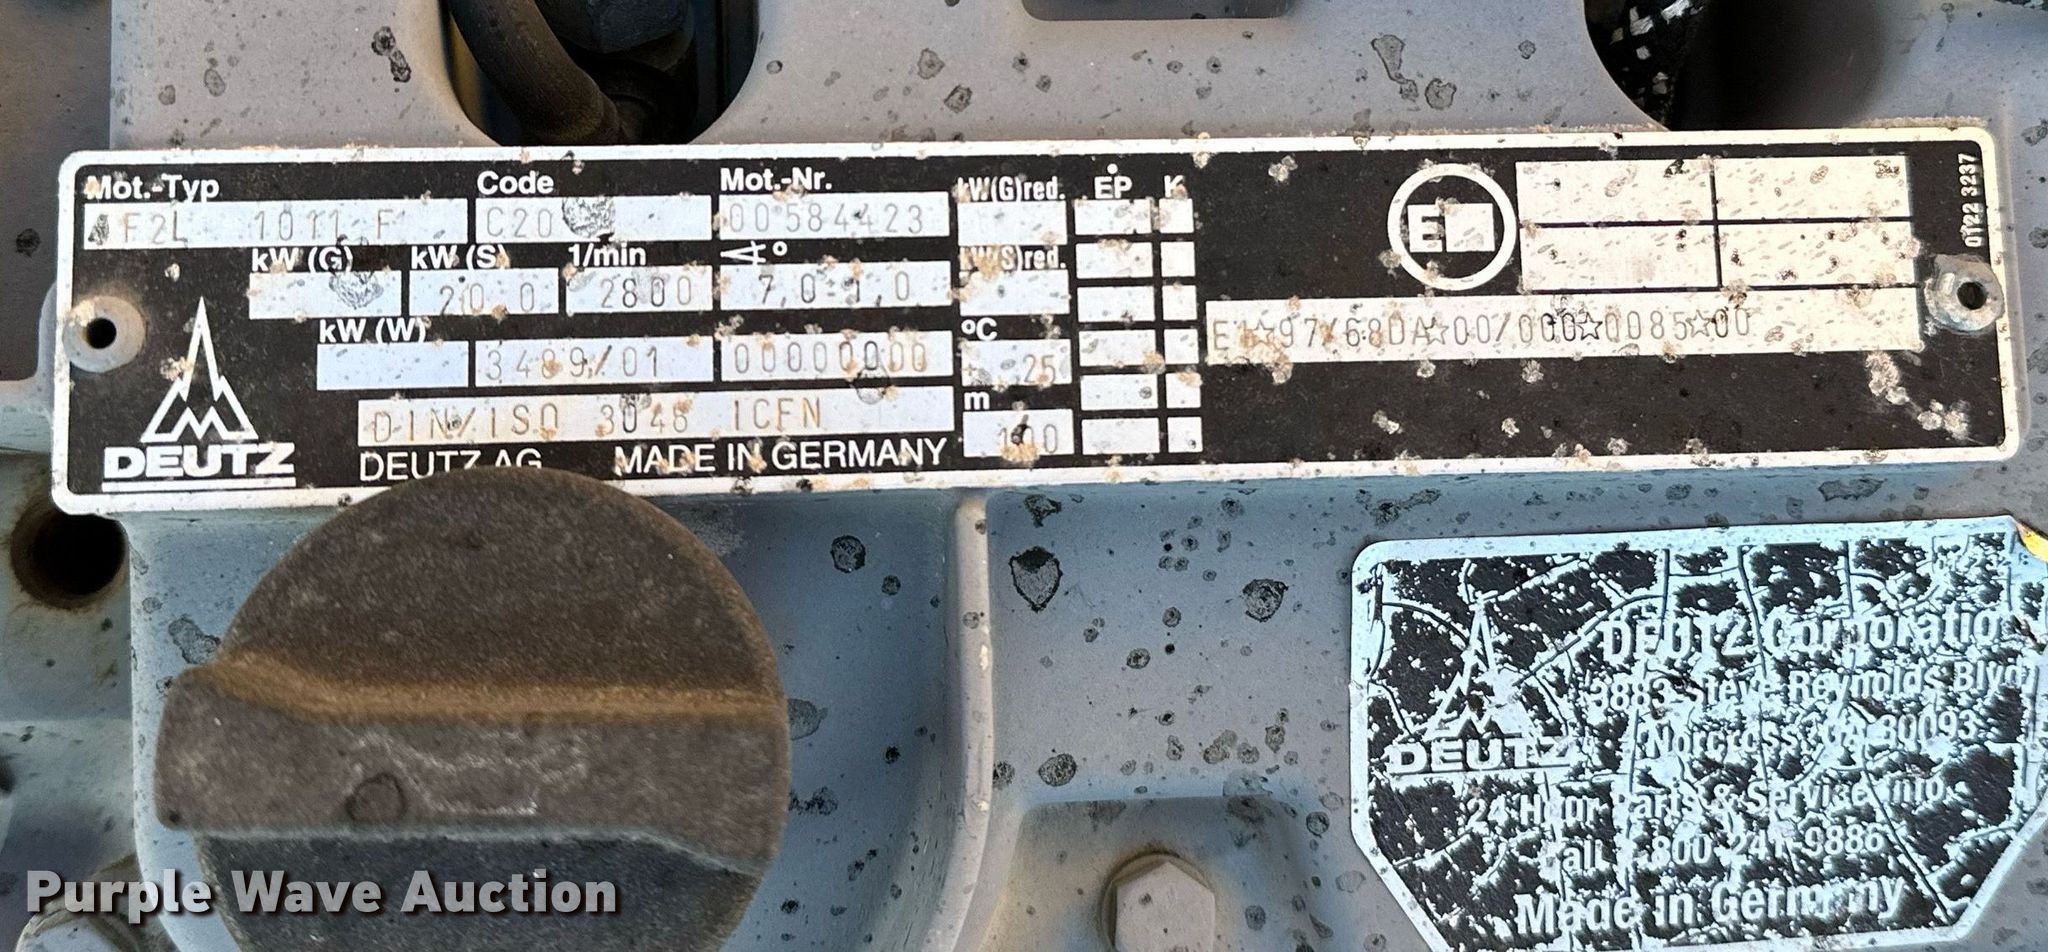 Mot.-Typ Code Mot.-Nr. kW(G)red. EP K
F2L 1011 F C20 00584423
kW (G) kW (S) 1/min °  kW(S)red.
20.0 2800 7,0-1,0
kW (W) °C
3489/01 00000000 25
E1☆97/68DA☆00/000☆0085☆00
m
DIN/ISO 3046 ICFN 100
DEUTZ DEUTZ AG MADE IN GERMANY
E
0122 3237
DEUTZ Corporatio
3883 Steve Reynolds Blvd
Norcross, GA 30093
DEUTZ
24 Hour Parts & Service Info.
Call 1-800-241-9886
Made in Germany
Purple Wave Auction